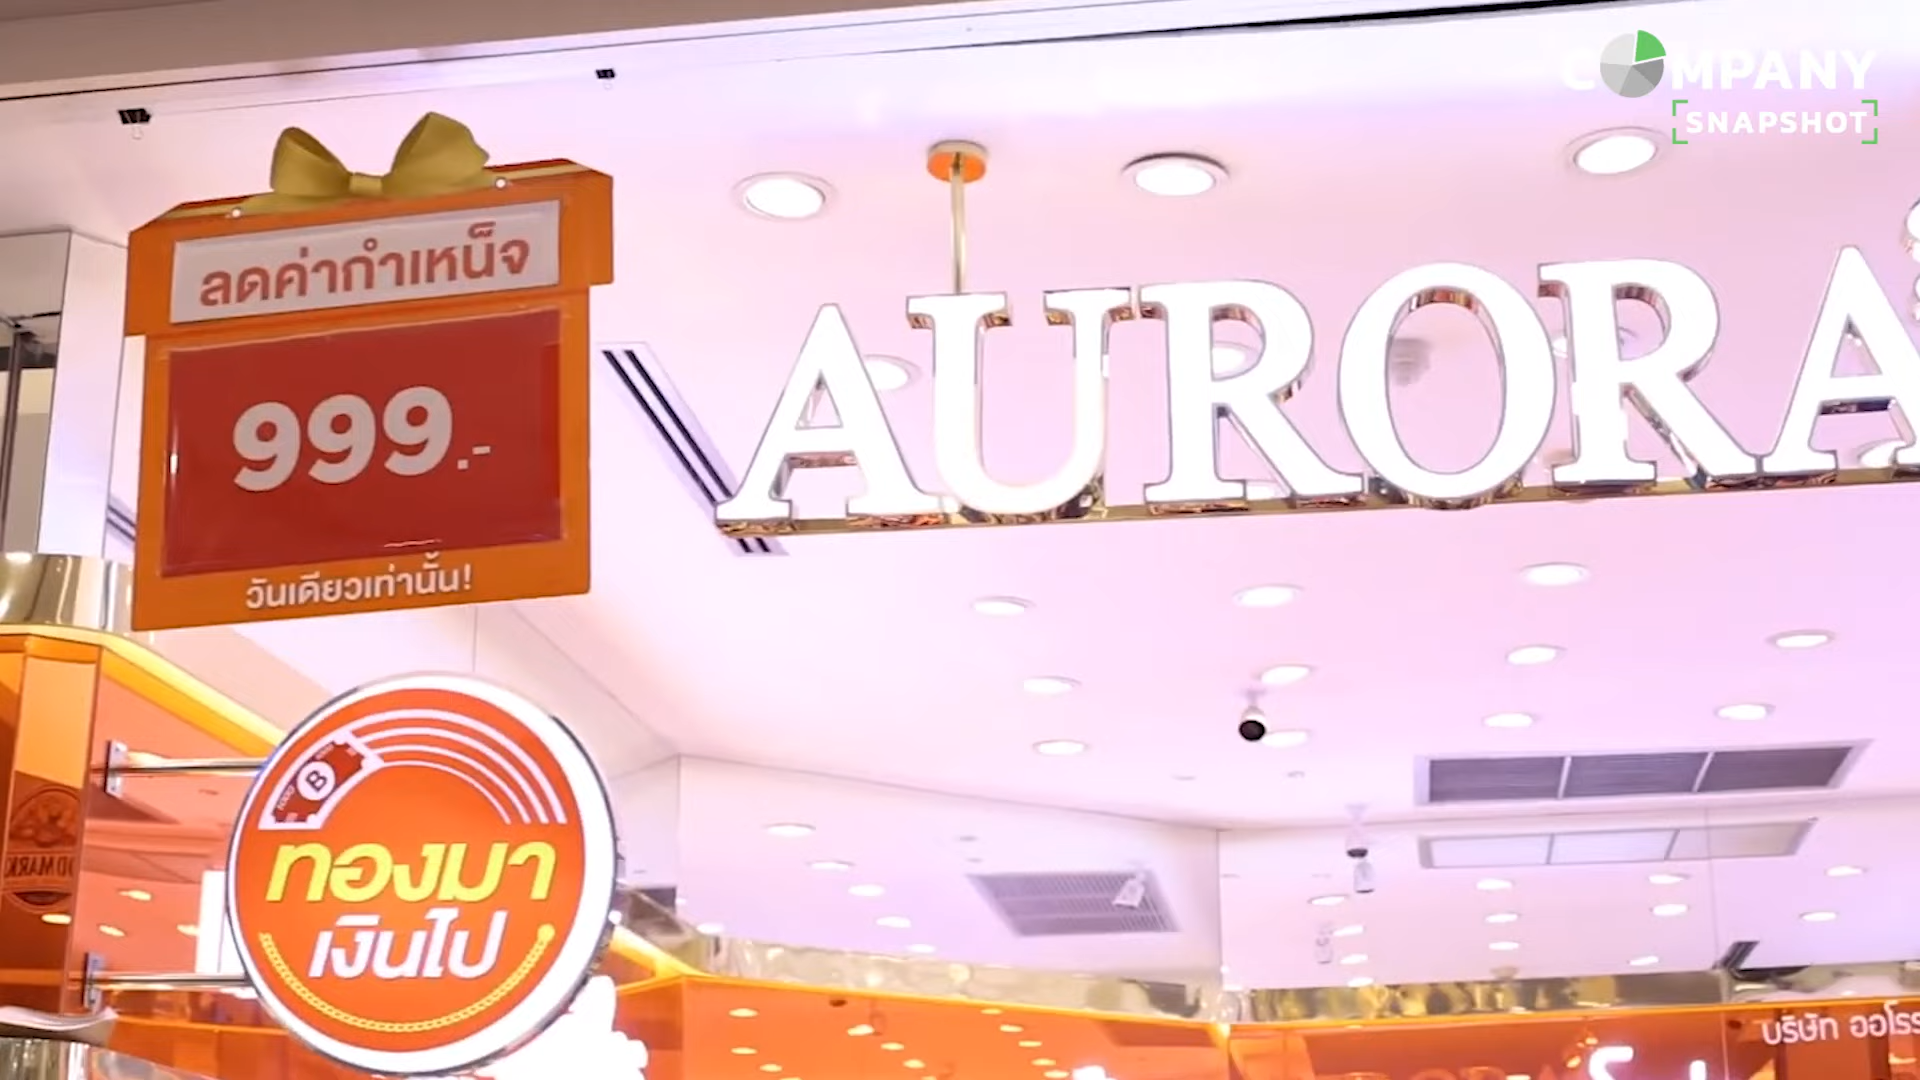 COMPANY
SNAPSHOT
ลดค่ากำเหน็จ
999.-
วันเดียวเท่านั้น!
AURORA
ทองมา
เงินไป
บริษัท ออโร